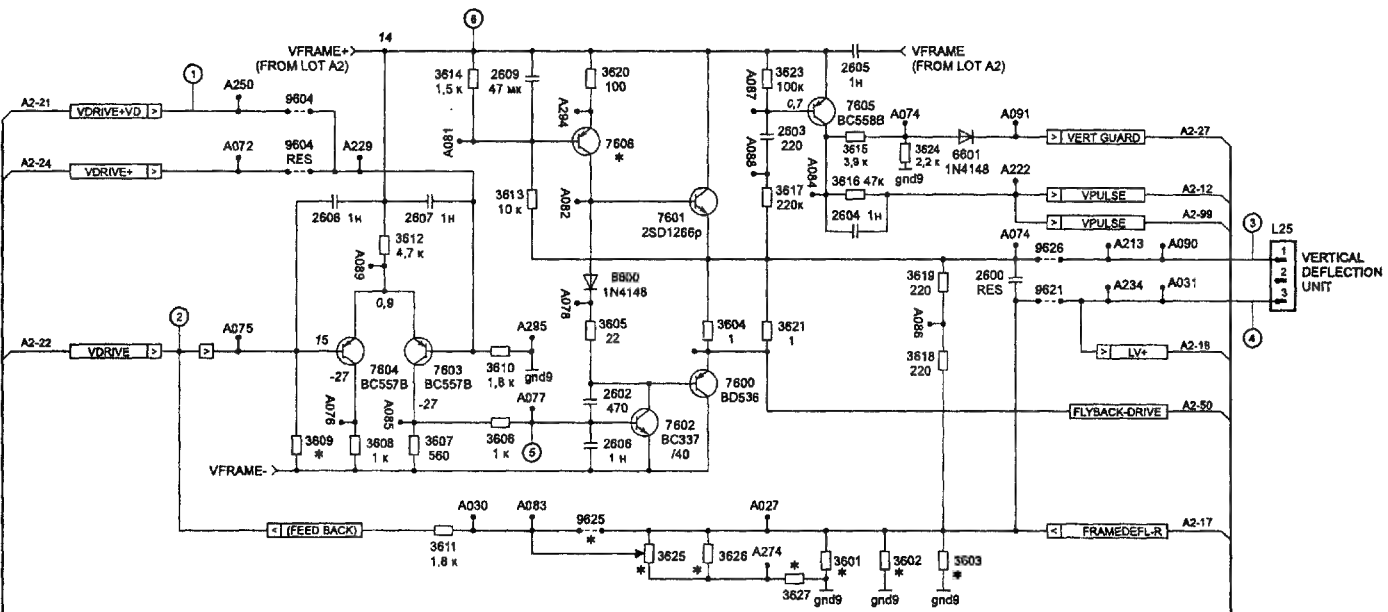 6
14
VFRAME+
(FROM LOT A2)
VFRAME
(FROM LOT A2)
3614
1,5 к
2609
47 мк
3620
100
3623
100к
2605
1н
A087
0,7
7605
BC558B
1
A250
9604
A2-21
VDRIVE+VD
A294
A081
7608
*
2603
220
A088
A074
A091
3615
3,9 к
3624
2,2 к
gnd9
6601
1N4148
VERT GUARD
A2-27
A072
9604
RES
A229
A2-24
VDRIVE+
3613
10 к
A082
7601
2SD1266p
3617
220к
A084
3616 47к
2604 1н
A222
VPULSE
A2-12
VPULSE
A2-99
2606 1н
2607 1н
3612
4,7 к
A089
0,9
A074
9626
A213
A090
3
L25
1
2
3
VERTICAL
DEFLECTION
UNIT
1N4148
A078
3605
22
3604
1
3621
1
3619
220
2600
RES
A086
3618
220
9621
A234
A031
4
LV+
A2-18
2
A075
A2-22
VDRIVE
15
-27
7604
BC557B
7603
BC557B
-27
3610
1,8 к
A295
gnd9
7600
BD536
A076
A085
A077
2602
470
7602
BC337
/40
FLYBACK-DRIVE
A2-50
3609
*
3608
1 к
3607
560
3606
1 к
5
2606
1 н
VFRAME-
A030
A083
9625
*
A027
(FEED BACK)
3611
1,8 к
3625
*
3626
*
A274
*
3627
3601
*
gnd9
3602
*
gnd9
3603
*
gnd9
FRAMEDEFL-R
A2-17